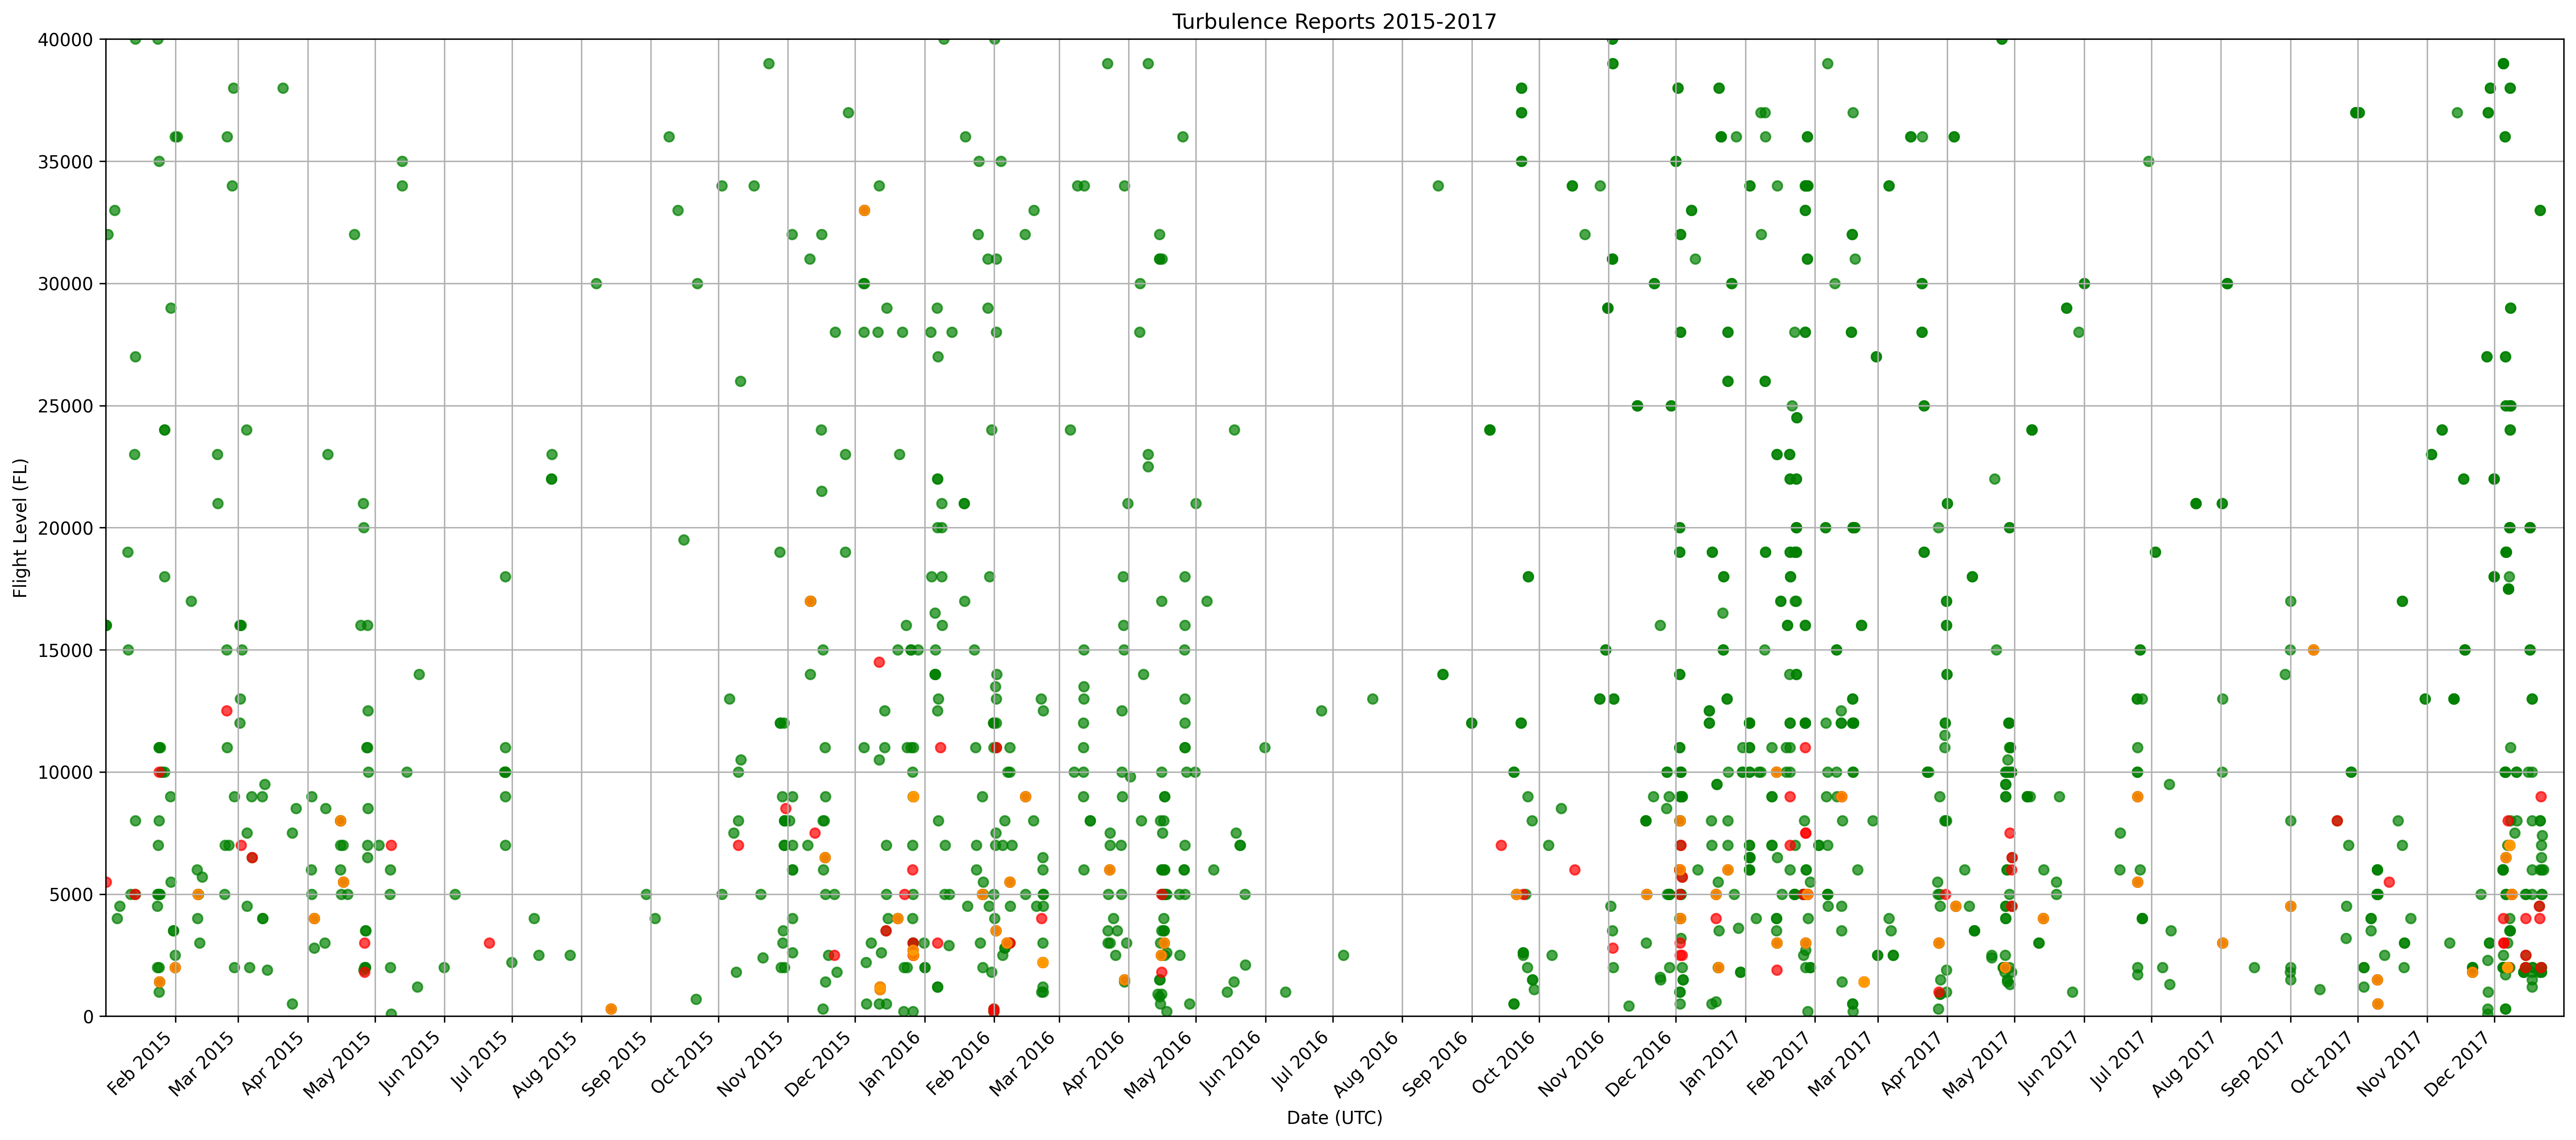 Turbulence Reports 2015-2017
Flight Level (FL)
40000
35000
30000
25000
20000
15000
10000
5000
0
Feb 2015
Mar 2015
Apr 2015
May 2015
Jun 2015
Jul 2015
Aug 2015
Sep 2015
Oct 2015
Nov 2015
Dec 2015
Jan 2016
Feb 2016
Mar 2016
Apr 2016
May 2016
Jun 2016
Jul 2016
Aug 2016
Sep 2016
Oct 2016
Nov 2016
Dec 2016
Jan 2017
Feb 2017
Mar 2017
Apr 2017
May 2017
Jun 2017
Jul 2017
Aug 2017
Sep 2017
Oct 2017
Nov 2017
Dec 2017
Date (UTC)